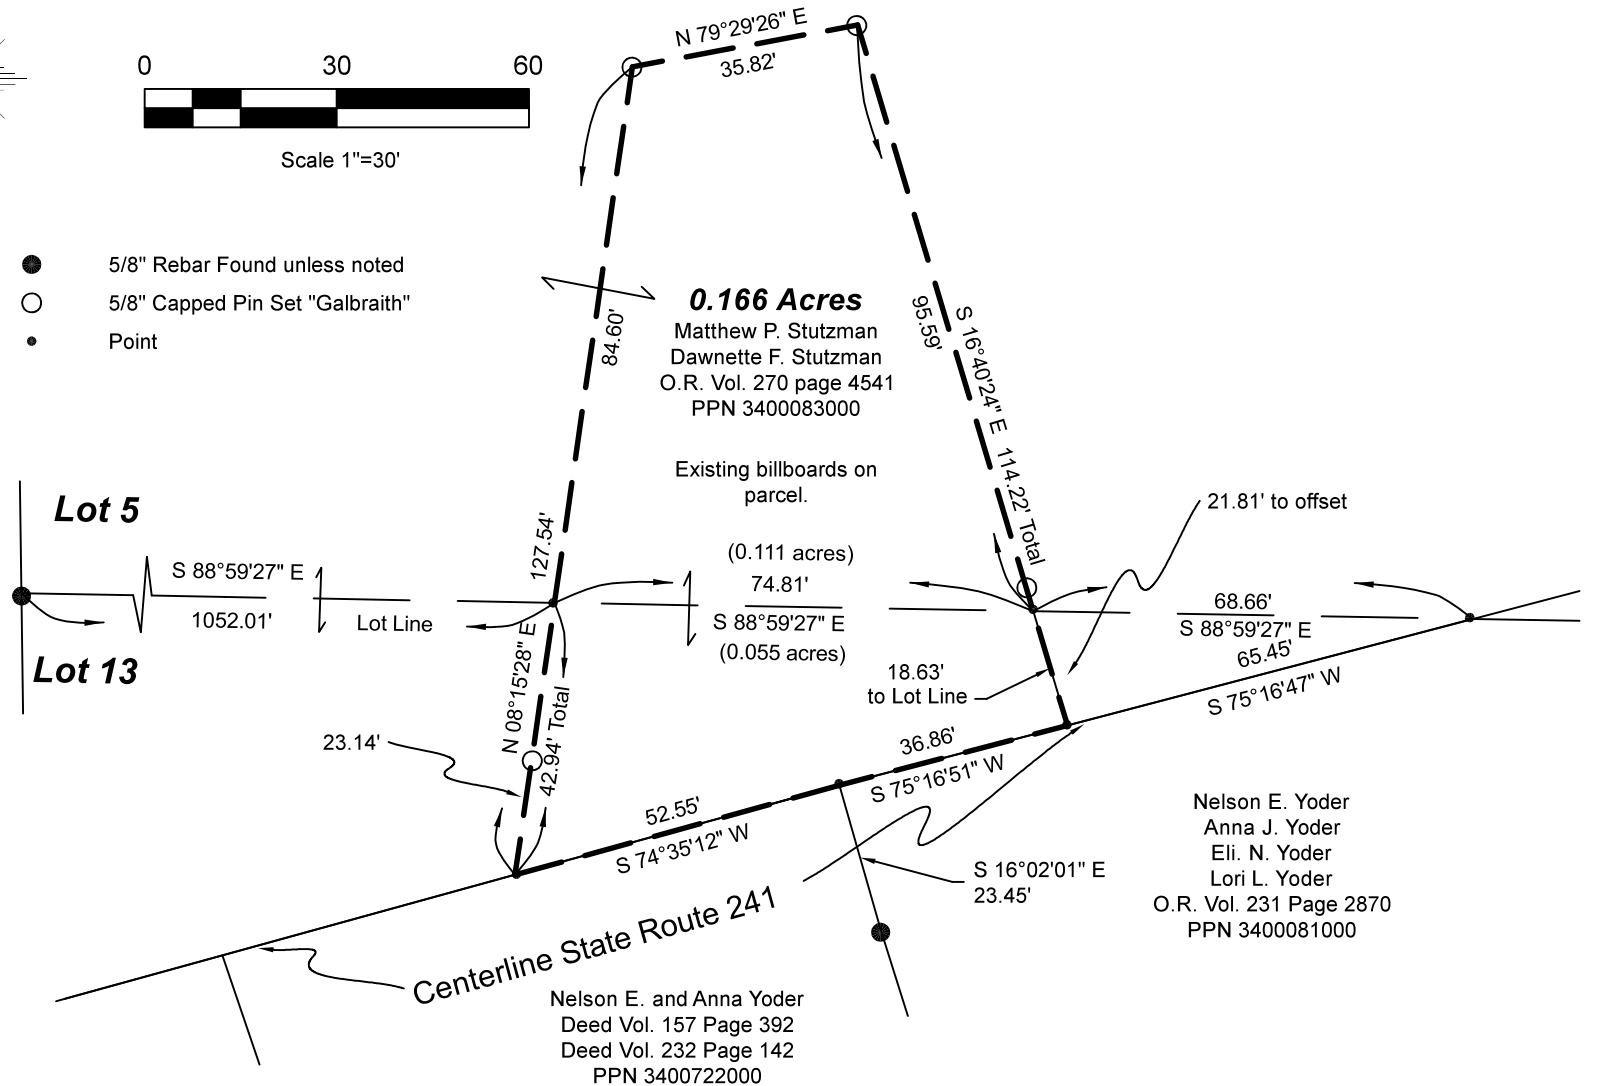 N 79°29'26" E
35.82'
0 30 60
Scale 1"=30'
5/8" Rebar Found unless noted
5/8" Capped Pin Set "Galbraith"
Point
0.166 Acres
Matthew P. Stutzman
Dawnette F. Stutzman
O.R. Vol. 270 page 4541
PPN 3400083000
84.60'
95.59'
S 16°40'24" E 114.22' Total
Existing billboards on
parcel.
Lot 5
21.81' to offset
127.54'
(0.111 acres)
74.81'
S 88°59'27" E
(0.055 acres)
S 88°59'27" E
1052.01'
Lot Line
68.66'
S 88°59'27" E
65.45'
S 75°16'47" W
Lot 13
N 08°15'28" E
42.94' Total
18.63'
to Lot Line
23.14'
36.86'
S 75°16'51" W
52.55'
S 74°35'12" W
S 16°02'01" E
23.45'
Nelson E. Yoder
Anna J. Yoder
Eli. N. Yoder
Lori L. Yoder
O.R. Vol. 231 Page 2870
PPN 3400081000
Centerline State Route 241
Nelson E. and Anna Yoder
Deed Vol. 157 Page 392
Deed Vol. 232 Page 142
PPN 3400722000